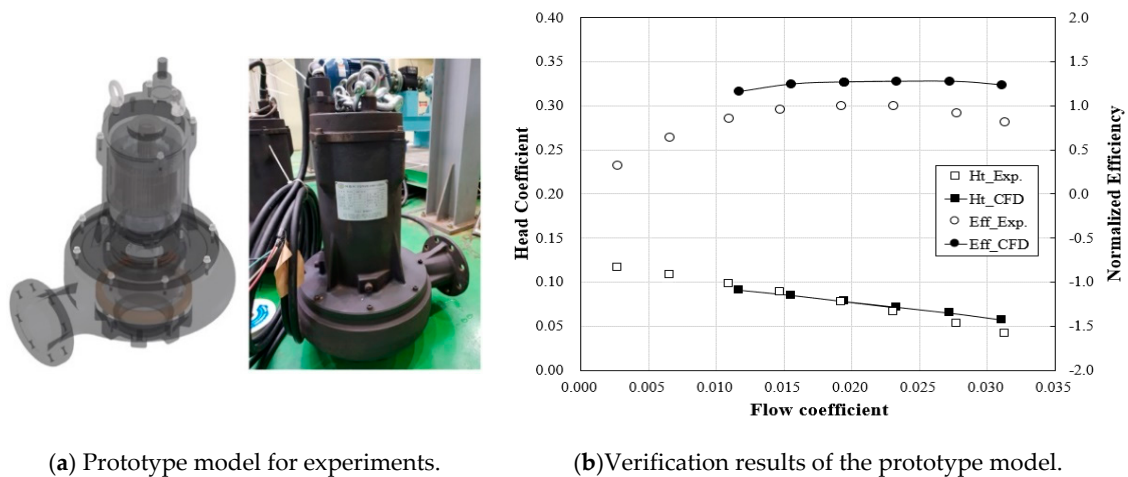 0.40
0.35
0.30
0.25
0.20
0.15
0.10
0.05
0.00
Head Coefficient
2.0
1.5
1.0
0.5
0.0
-0.5
-1.0
-1.5
-2.0
Normalized Efficiency
Ht_Exp.
Ht_CFD
Eff_Exp.
Eff_CFD
0.000 0.005 0.010 0.015 0.020 0.025 0.030 0.035
Flow coefficient
(a) Prototype model for experiments.
(b)Verification results of the prototype model.